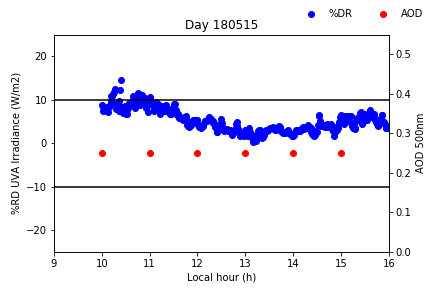 %DR AOD
Day 180515
%RD UVA Irradiance (W/m2)
20
10
0
−10
−20
0.5
0.4
0.3
0.2
0.1
0.0
AOD 500nm
9 10 11 12 13 14 15 16
Local hour (h)